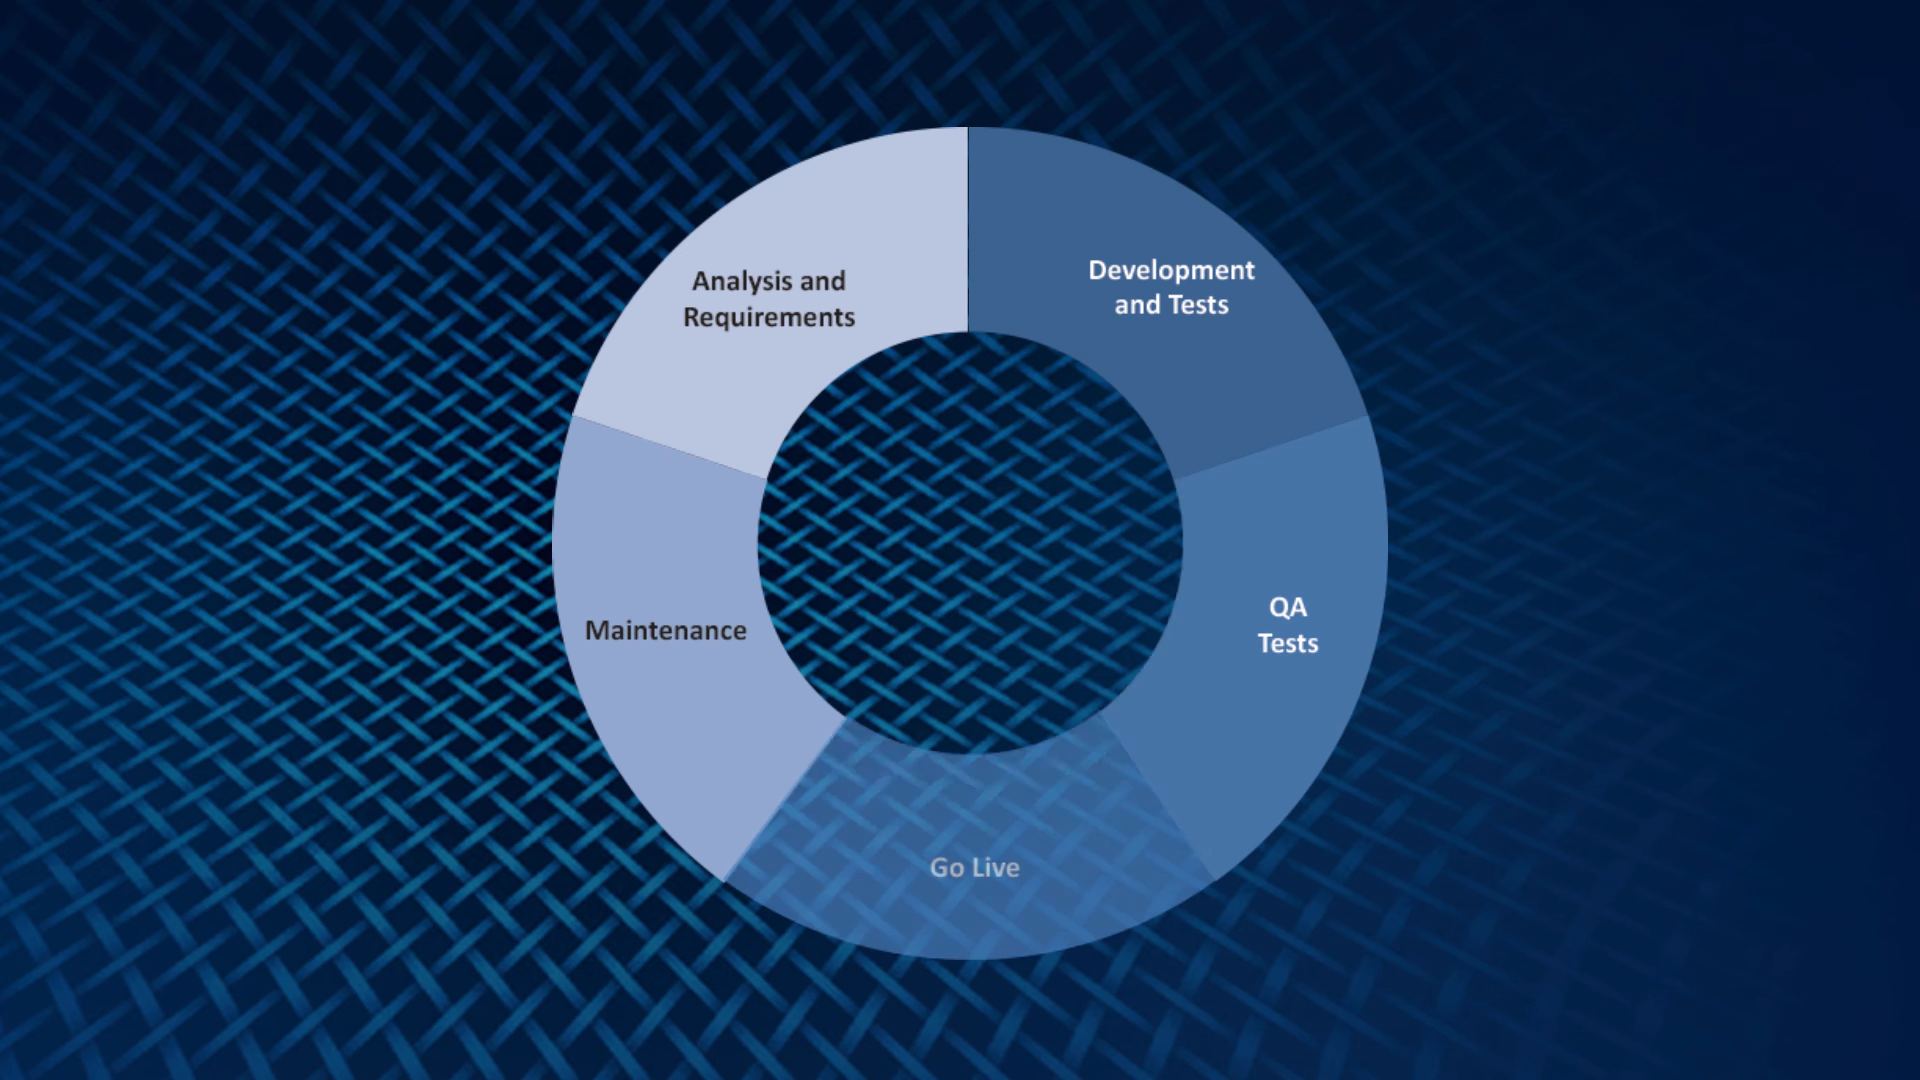 Analysis and
Requirements
Development
and Tests
QA
Tests
Go Live
Maintenance